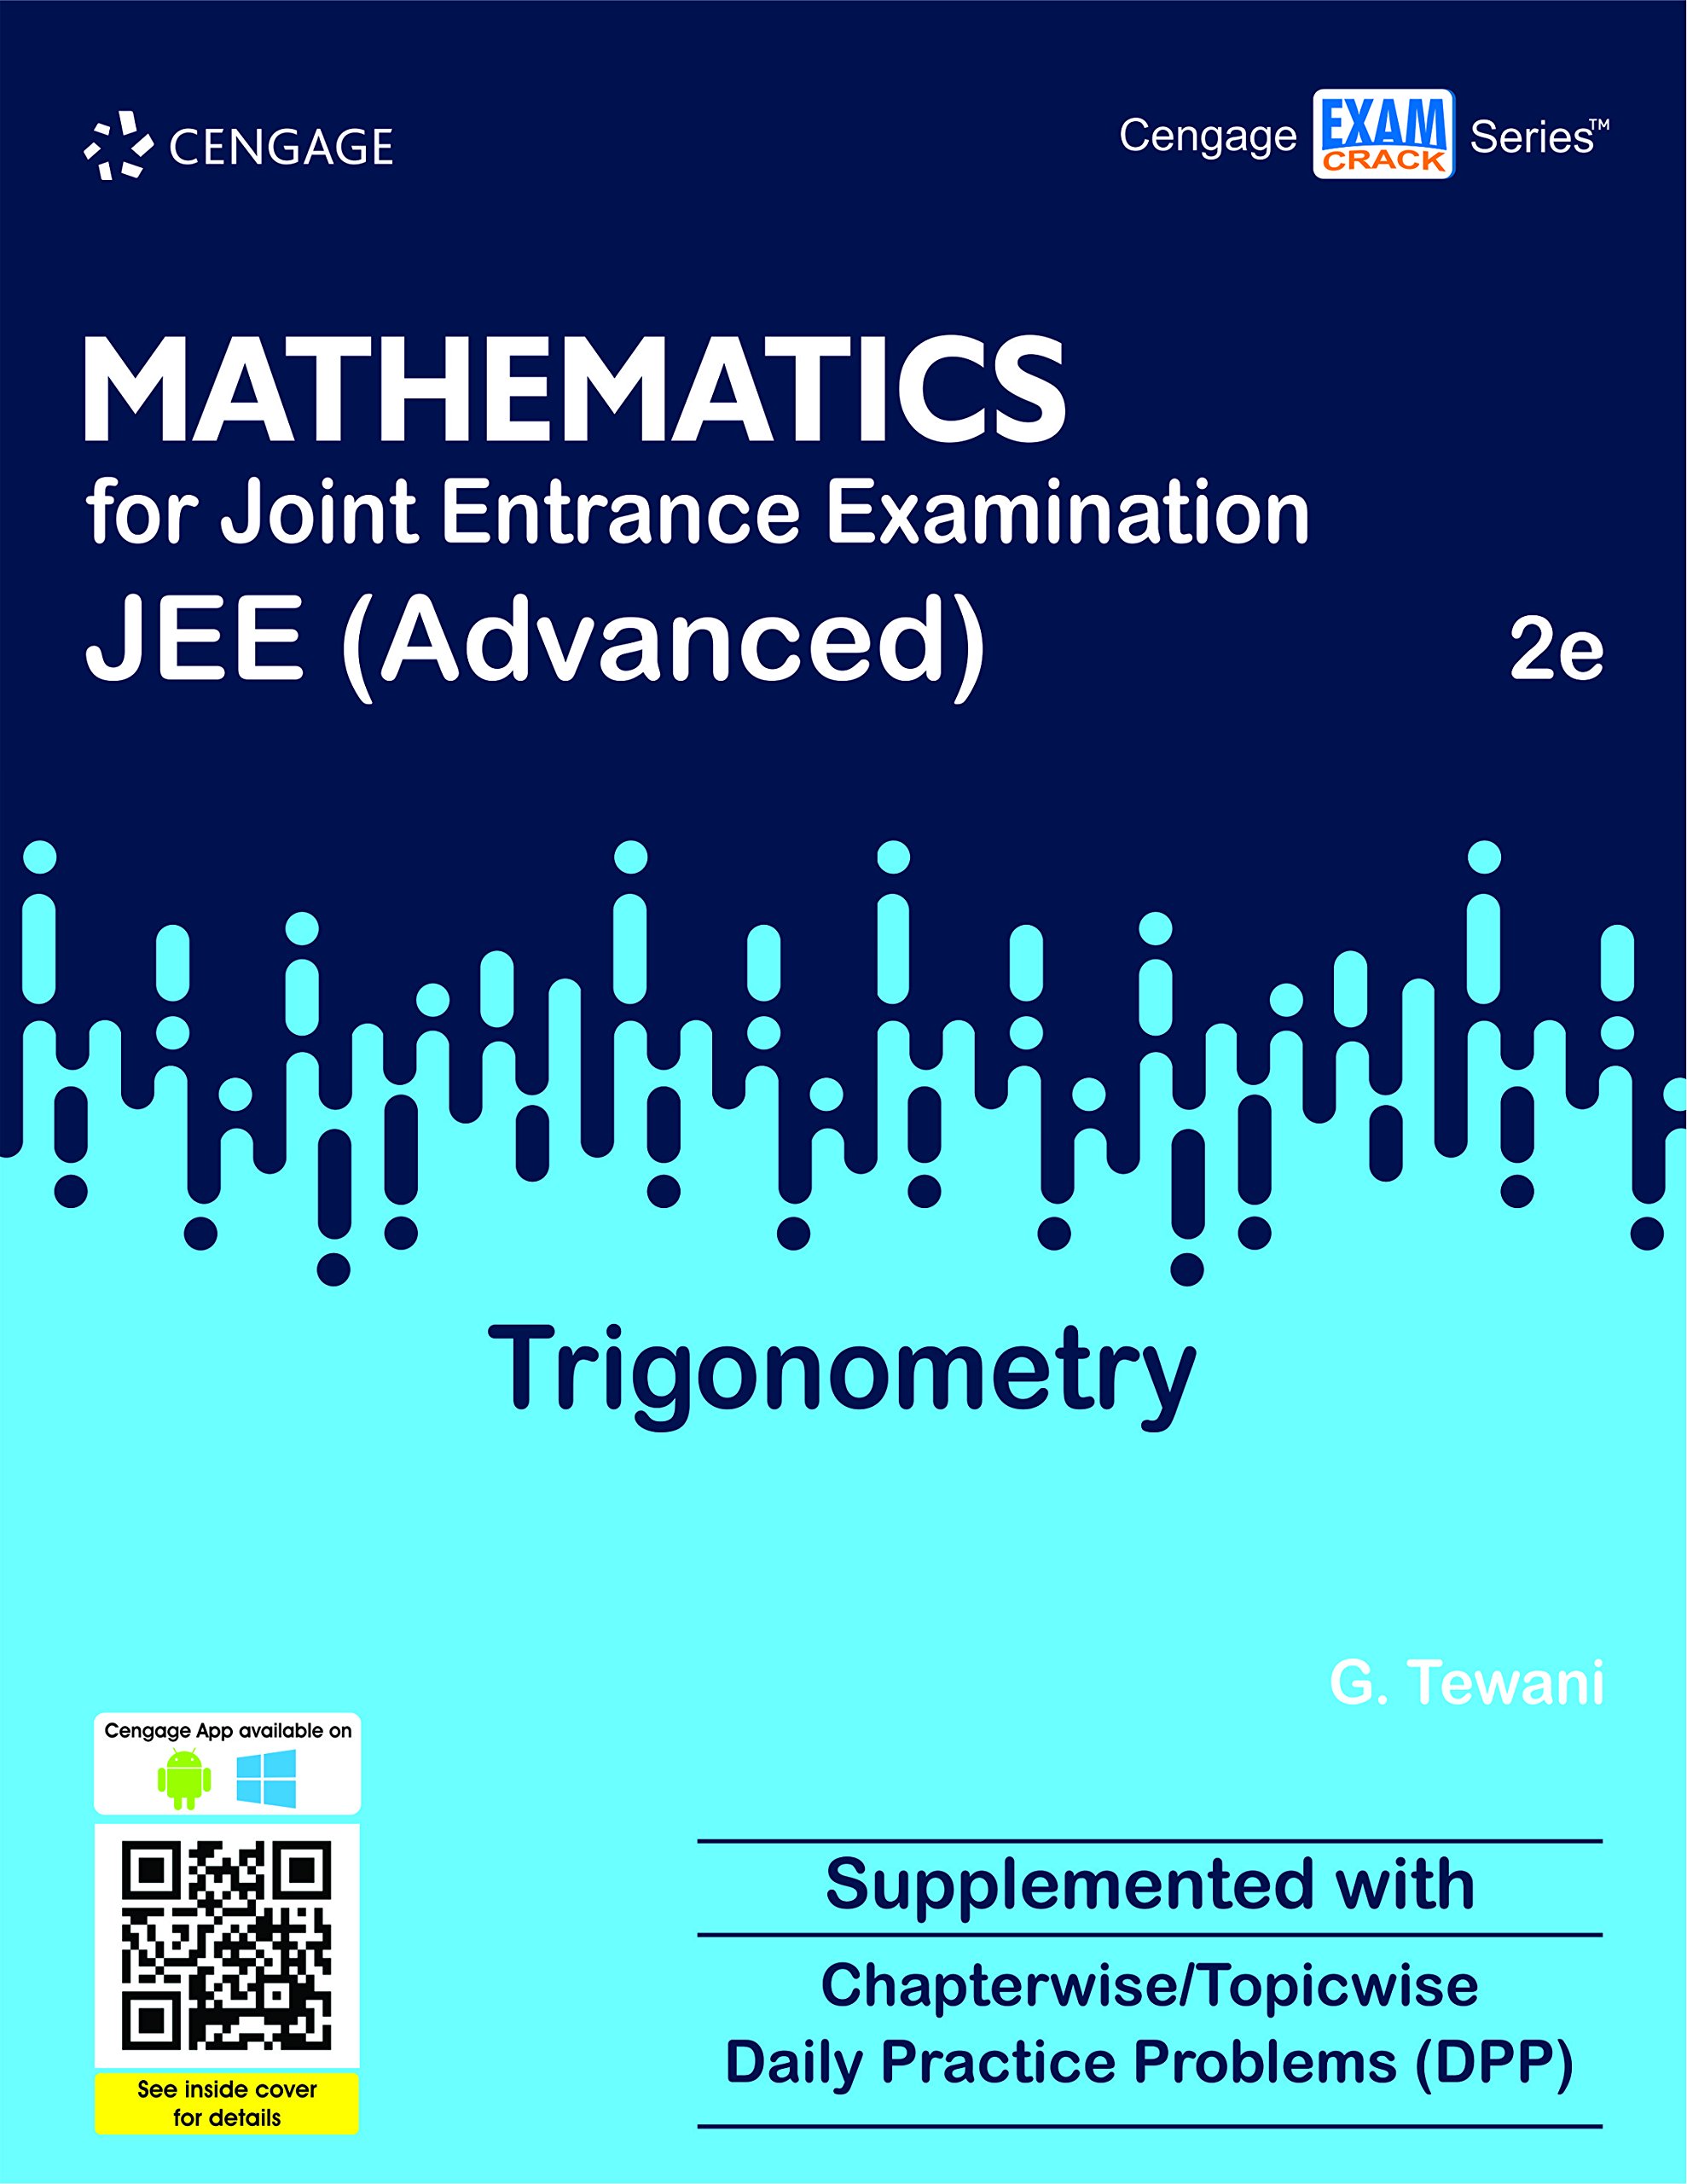 CENGAGE
Cengage EXAM CRACK Series™
MATHEMATICS
for Joint Entrance Examination
JEE (Advanced)
2e
Trigonometry
G. Tewani
Cengage App available on
See inside cover
for details
Supplemented with
Chapterwise/Topicwise
Daily Practice Problems (DPP)